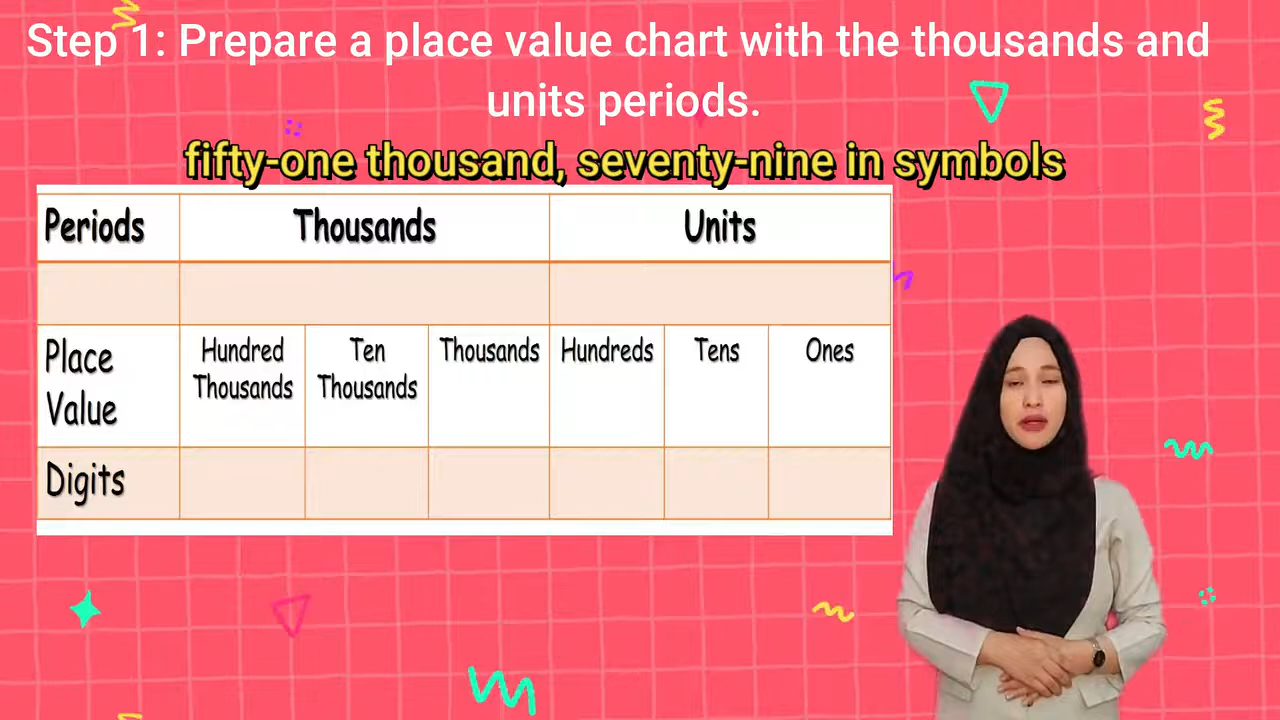 Step 1: Prepare a place value chart with the thousands and
units periods.
fifty-one thousand, seventy-nine in symbols
Periods Thousands Units
Place Value Hundred Thousands Ten Thousands Thousands Hundreds Tens Ones
Digits